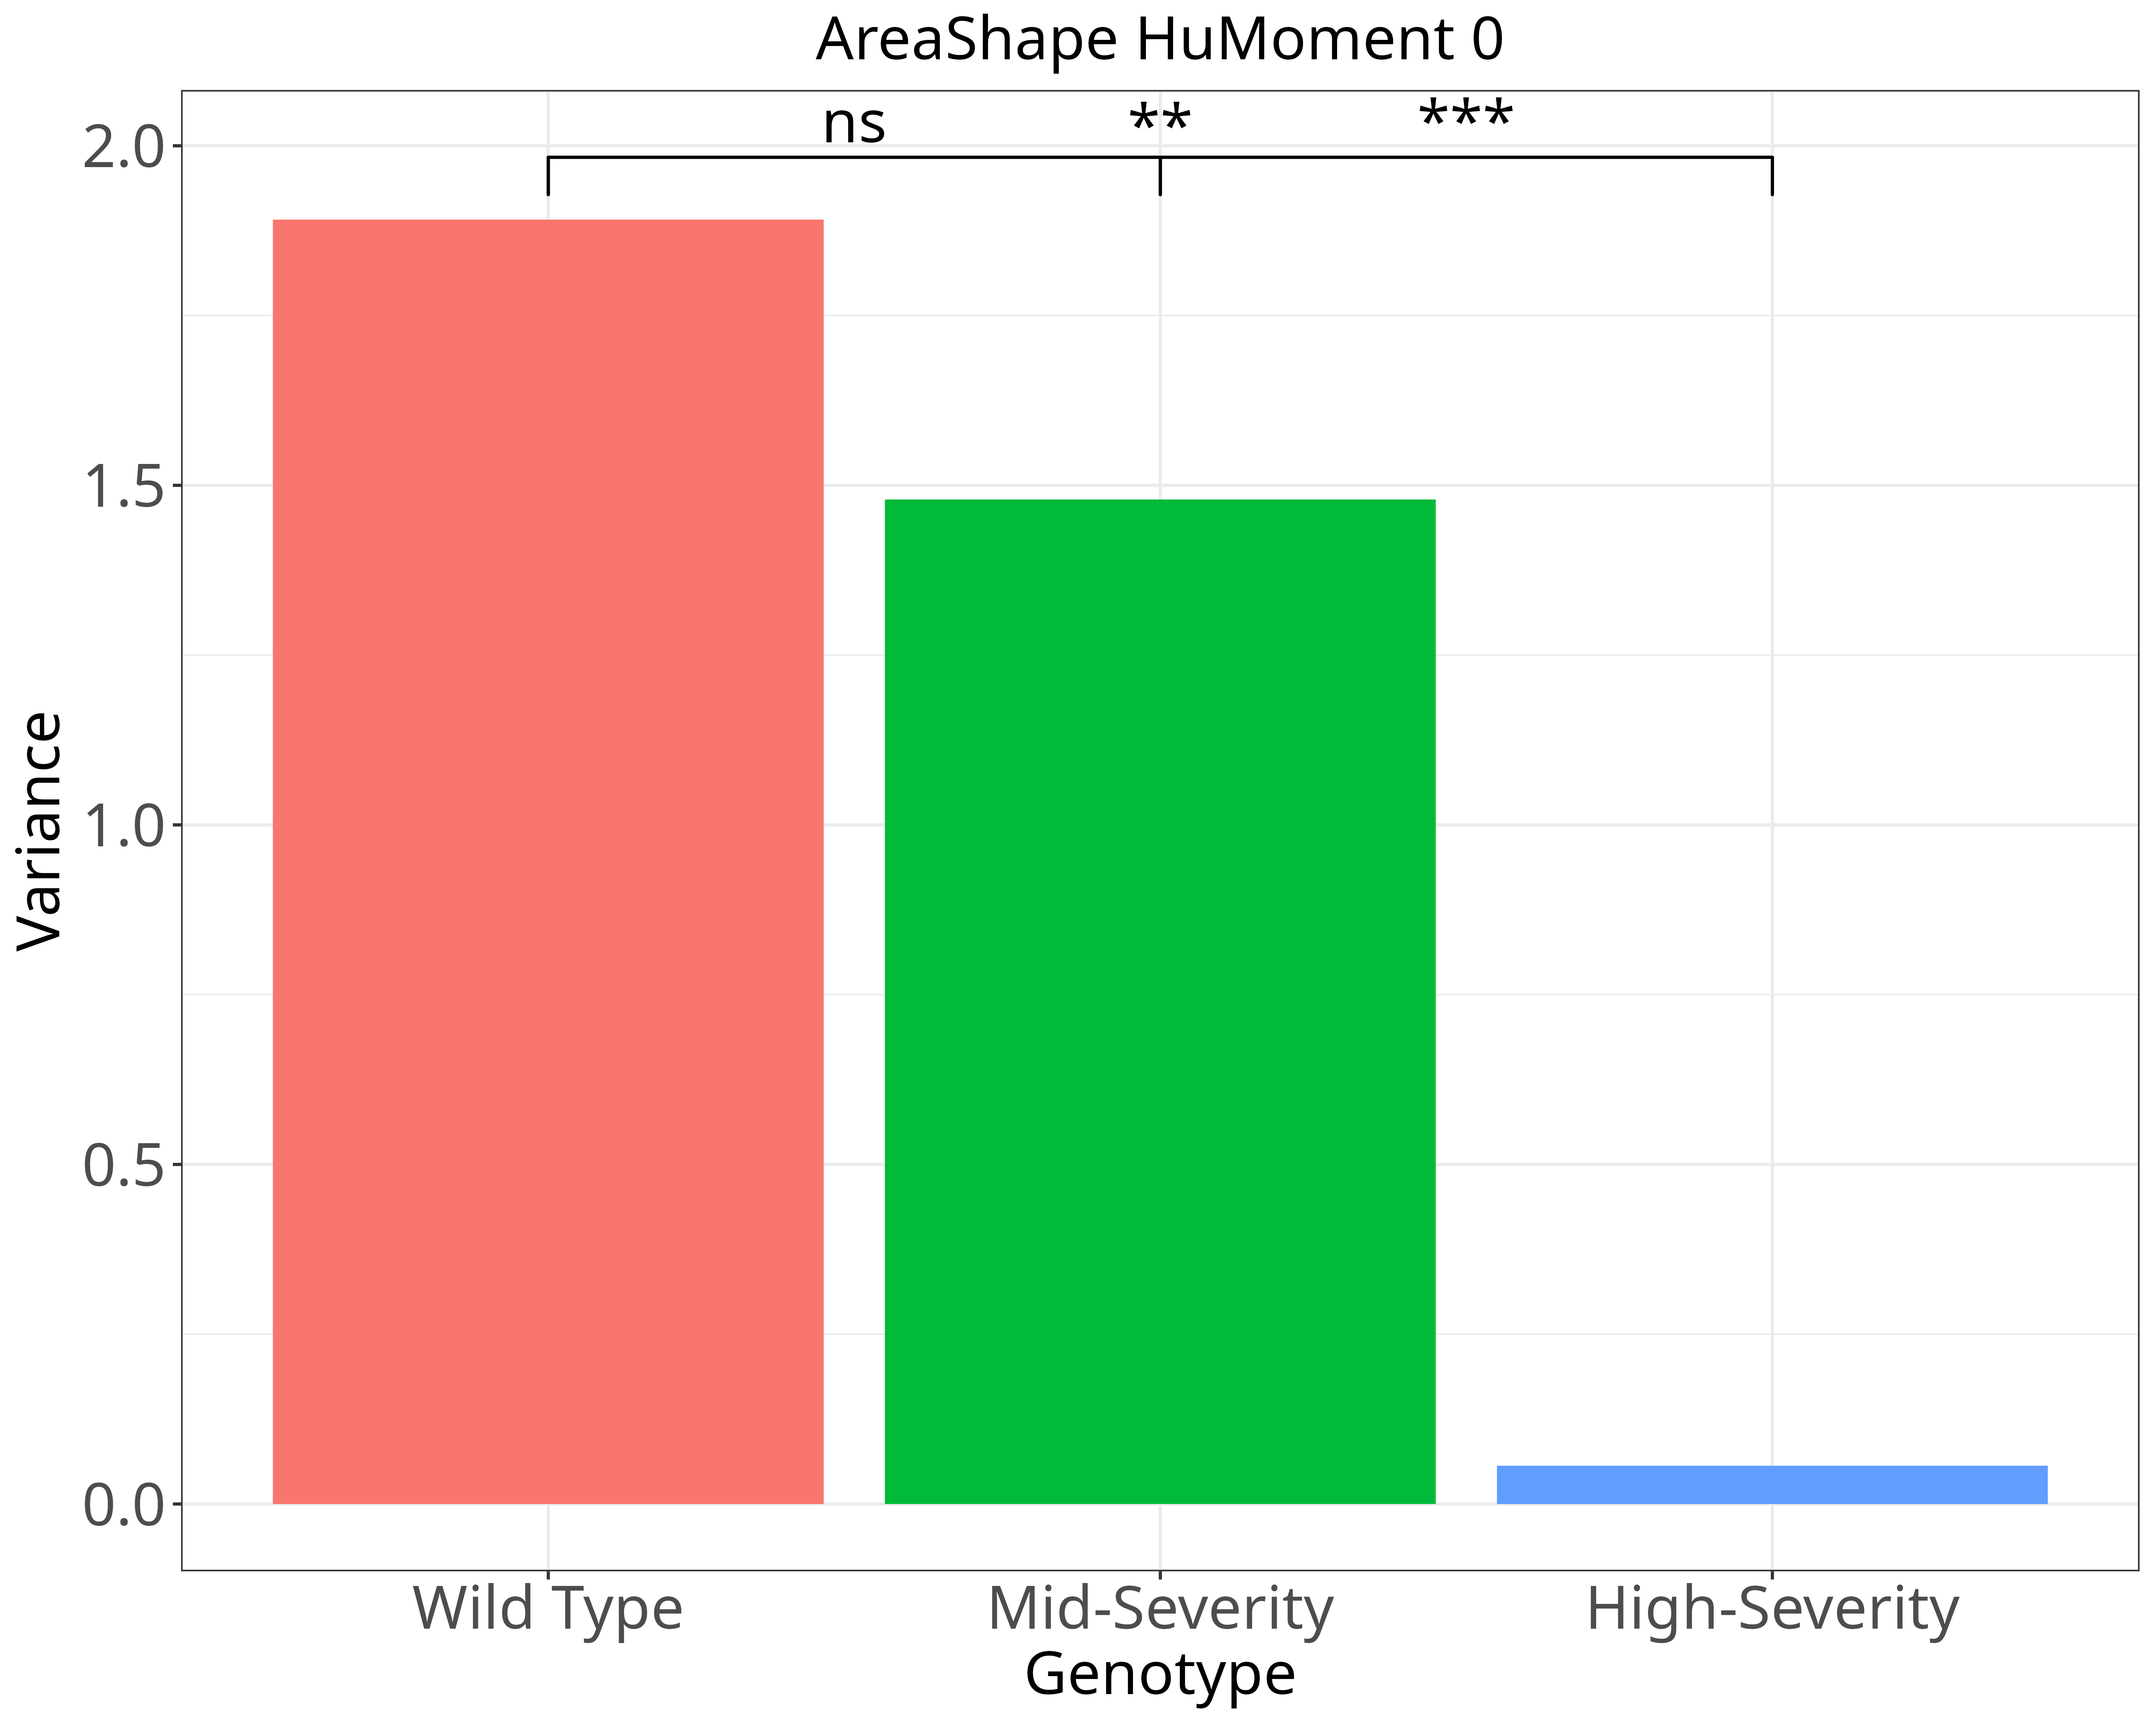 AreaShape HuMoment 0
ns ** ***
2.0
1.5
1.0
0.5
0.0
Variance
Wild Type Mid-Severity High-Severity
Genotype